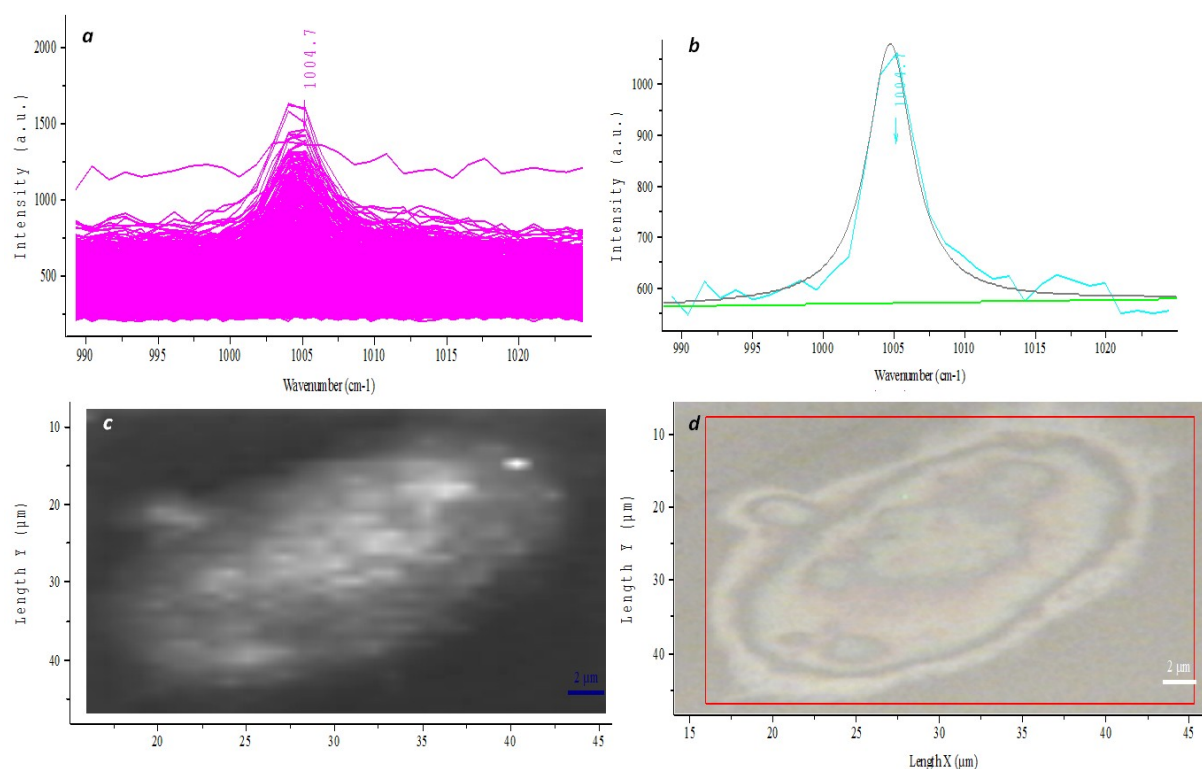 a
1004.7
Intensity (a.u.)
2000
1500
1000
500
990 995 1000 1005 1010 1015 1020
Wavenumber (cm-1)
b
1004.7
Intensity (a.u.)
1000
900
800
700
600
990 995 1000 1005 1010 1015 1020
Wavenumber (cm-1)
c
Length Y (µm)
10
20
30
40
2 µm
20 25 30 35 40 45
d
Length Y (µm)
10
20
30
40
2 µm
15 20 25 30 35 40 45
Length X (µm)